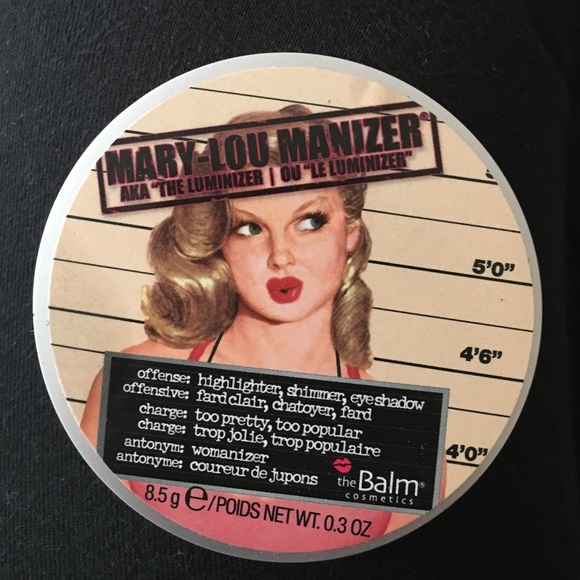 MARY-LOU MANIZER®
AKA "THE LUMINIZER | OU "LE LUMINIZER"
5'0"
4'6"
4'0"
offense: highlighter, shimmer, eyeshadow
offensive: fard clair, chatoyer, fard
charge: too pretty, too popular
charge: trop jolie, trop populaire
antonym: womanizer
antonyme: coureur de jupons
theBalm®
cosmetics
8.5 g e/POIDS NET WT. 0.3 OZ